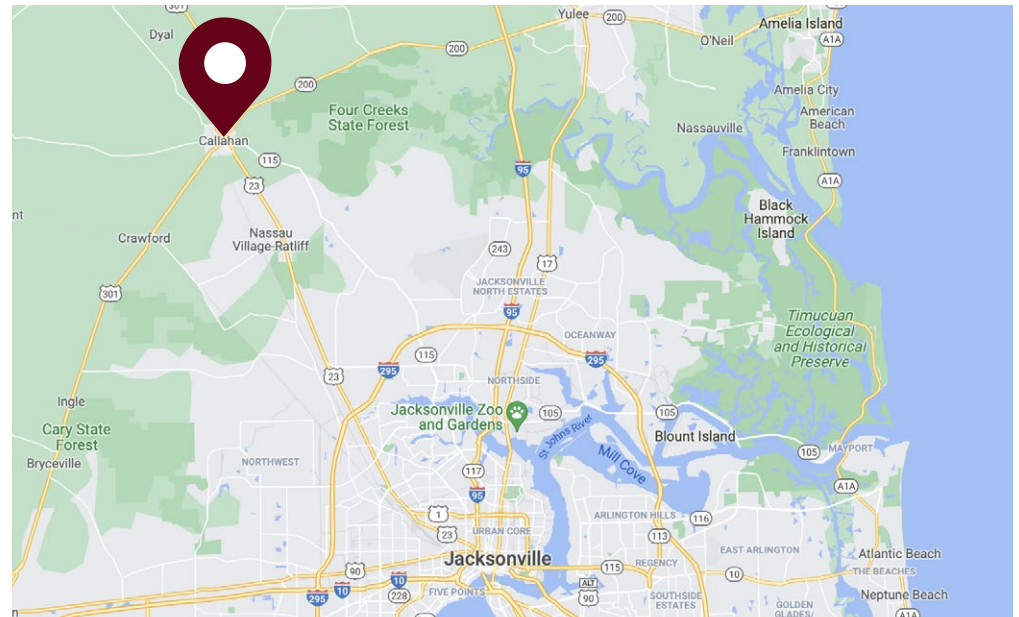 301
Yulee
200
Amelia Island
Dyal
O'Neil
A1A
200
200
Amelia City
Four Creeks
State Forest
American
Beach
Nassauville
Callahan
115
Franklintown
95
23
A1A
nt
Black
Hammock
Island
Crawford
Nassau
Village-Ratliff
243
17
JACKSONVILLE
NORTH ESTATES
301
95
Timucuan
Ecological
and Historical
Preserve
OCEANWAY
115
295
295
23
NORTHSIDE
Ingle
Jacksonville Zoo
and Gardens
105
105
Cary State
Forest
St Johns River
Blount Island
Bryceville
NORTHWEST
Mill Cove
105
MAYPORT
117
95
A1A
1
ARLINGTON HILLS
116
23
URBAN CORE
113
EAST ARLINGTON
Atlantic Beach
Jacksonville
90
10
115
REGENCY
10
THE BEACHES
295
10
228
FIVE POINTS
ALT
90
SOUTHSIDE
ESTATES
Neptune Beach
GOLDEN
GLADES/
A1A
n